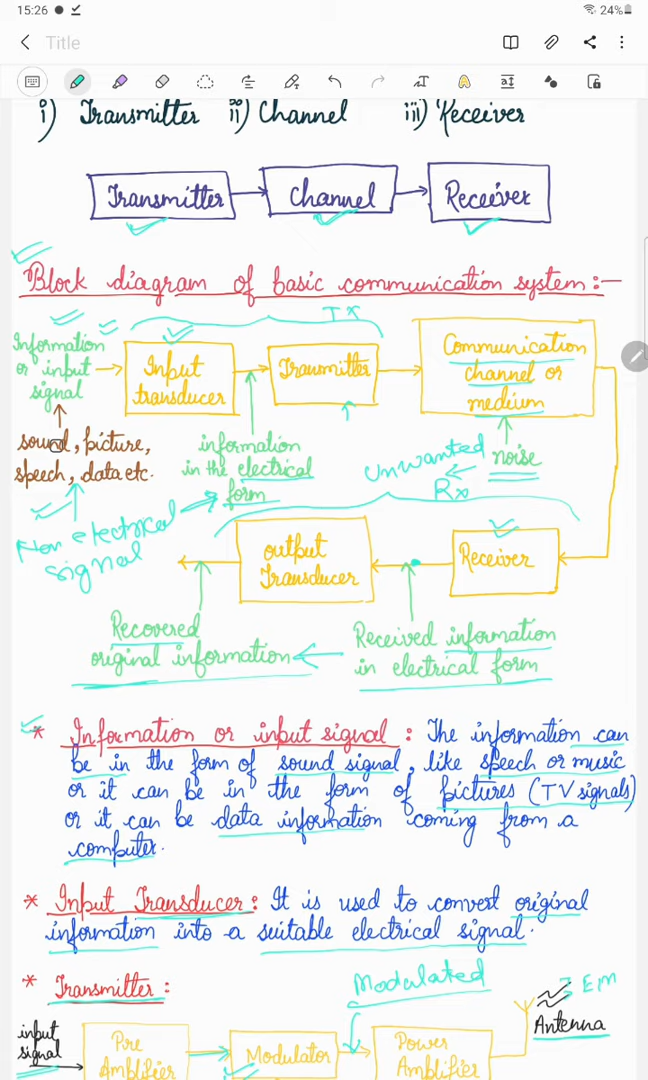 15:26
24%
Title
i) Transmitter ii) Channel iii) Receiver
Transmitter
Channel
Receiver
Block diagram of basic communication system:-
Tx
Information
or input
signal
Input
transducer
Tranmitter
Communication
channel or
medium
sound, picture,
speech, data etc.
information
in the electrical
form
Unwanted
noise
Rx
Non electrical
signal
output
Transducer
Receiver
Recovered
original information
Received information
in electrical form
* Information or input signal : The information can
be in the form of sound signal, like speech or music
or it can be in the form of pictures (TV signals)
or it can be data information coming from a
computer.
* Input Transducer: It is used to convert original
information into a suitable electrical signal.
* Transmitter:
Modulated
EM
Antenna
input
signal
Pre
Amplifier
Modulator
Power
Amplifier